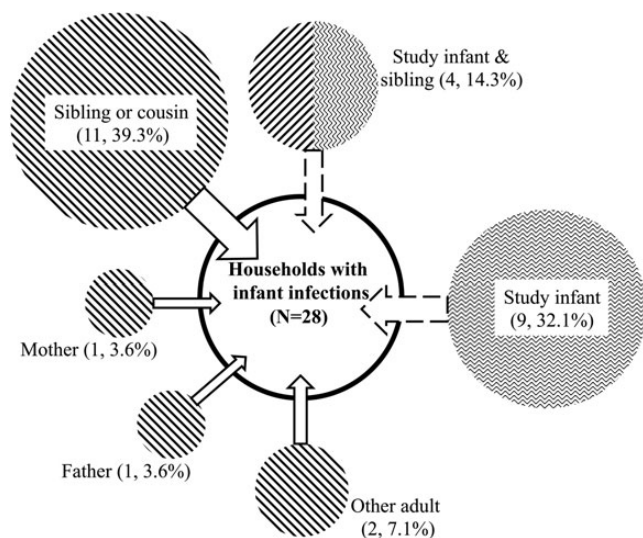 Study infant &
sibling (4, 14.3%)
Sibling or cousin
(11, 39.3%)
Households with
infant infections
(N=28)
Study infant
(9, 32.1%)
Mother (1, 3.6%)
Father (1, 3.6%)
Other adult
(2, 7.1%)